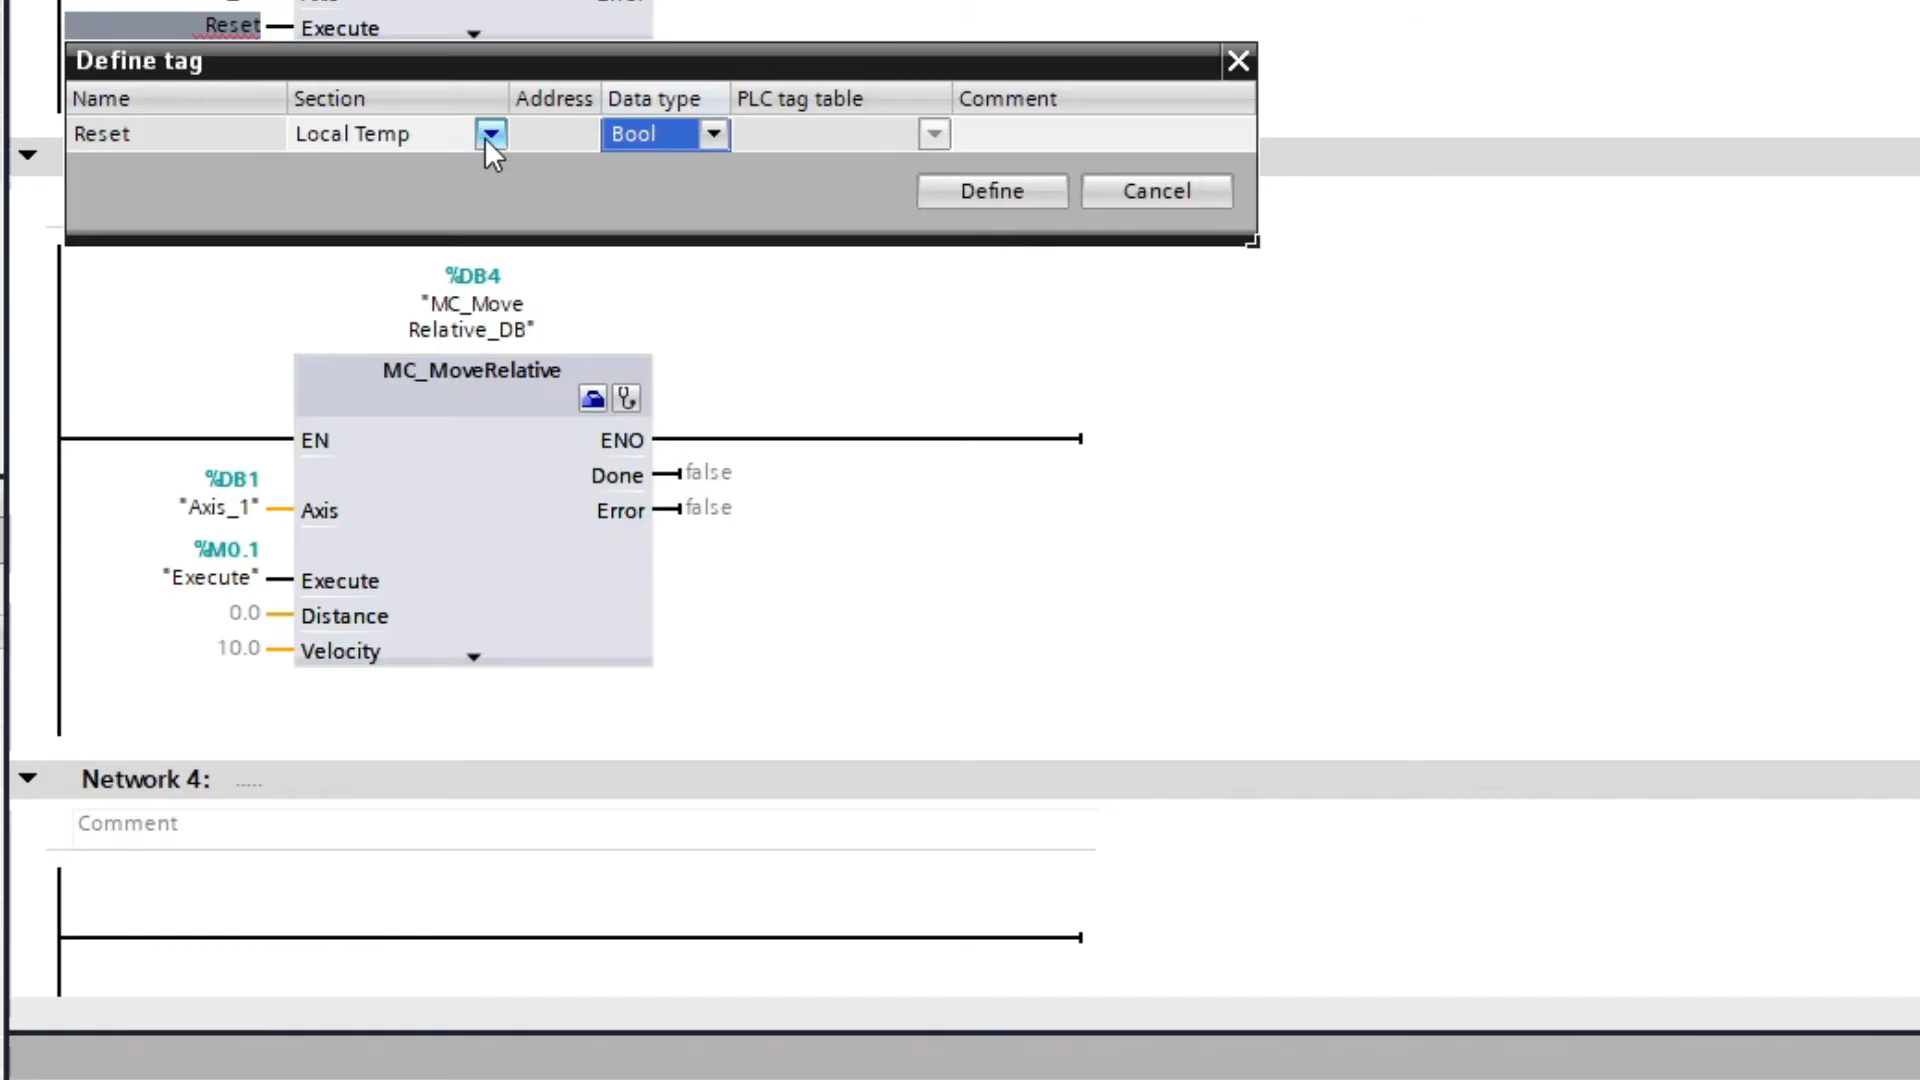 Reset Execute
Define tag
Name Section Address Data type PLC tag table Comment
Reset Local Temp Bool
Define Cancel
%DB4
"MC_Move
Relative_DB"
MC_MoveRelative
EN ENO
%DB1 Done false
"Axis_1" Axis Error false
%M0.1
"Execute" Execute
0.0 Distance
10.0 Velocity
Network 4: .....
Comment